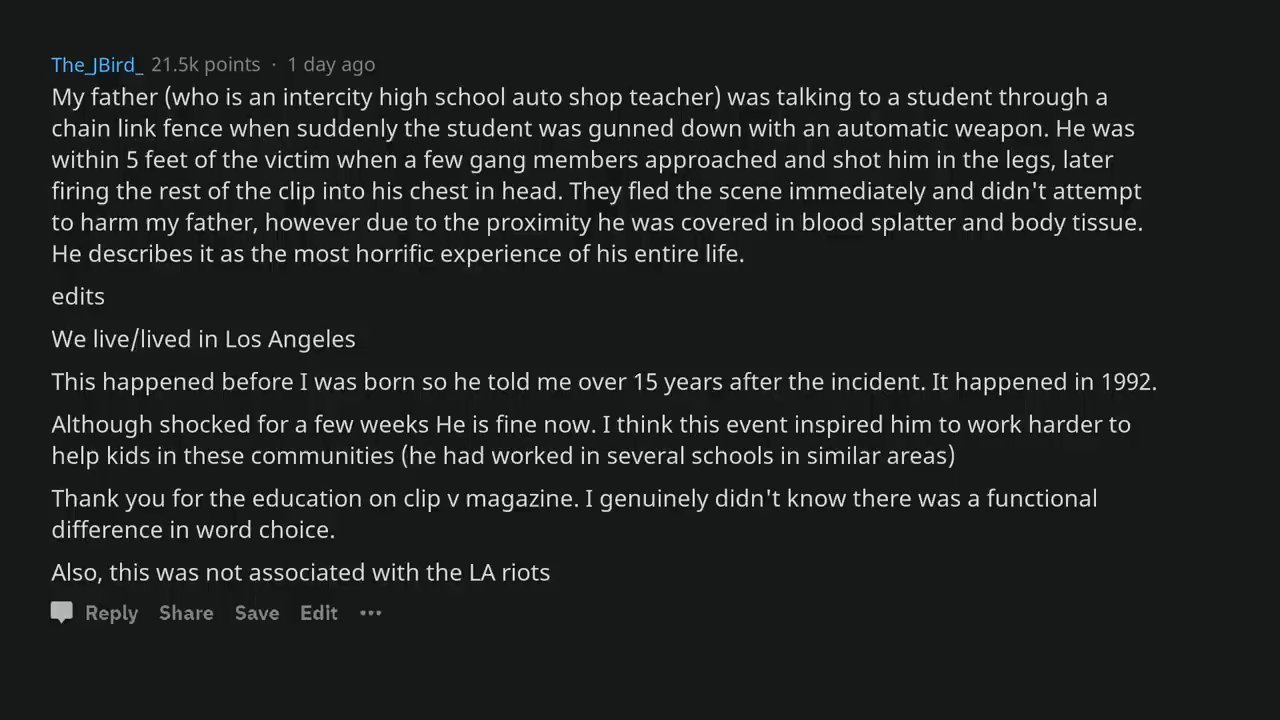 The_JBird_ 21.5k points · 1 day ago
My father (who is an intercity high school auto shop teacher) was talking to a student through a
chain link fence when suddenly the student was gunned down with an automatic weapon. He was
within 5 feet of the victim when a few gang members approached and shot him in the legs, later
firing the rest of the clip into his chest in head. They fled the scene immediately and didn't attempt
to harm my father, however due to the proximity he was covered in blood splatter and body tissue.
He describes it as the most horrific experience of his entire life.
edits
We live/lived in Los Angeles
This happened before I was born so he told me over 15 years after the incident. It happened in 1992.
Although shocked for a few weeks He is fine now. I think this event inspired him to work harder to
help kids in these communities (he had worked in several schools in similar areas)
Thank you for the education on clip v magazine. I genuinely didn't know there was a functional
difference in word choice.
Also, this was not associated with the LA riots
Reply Share Save Edit ···